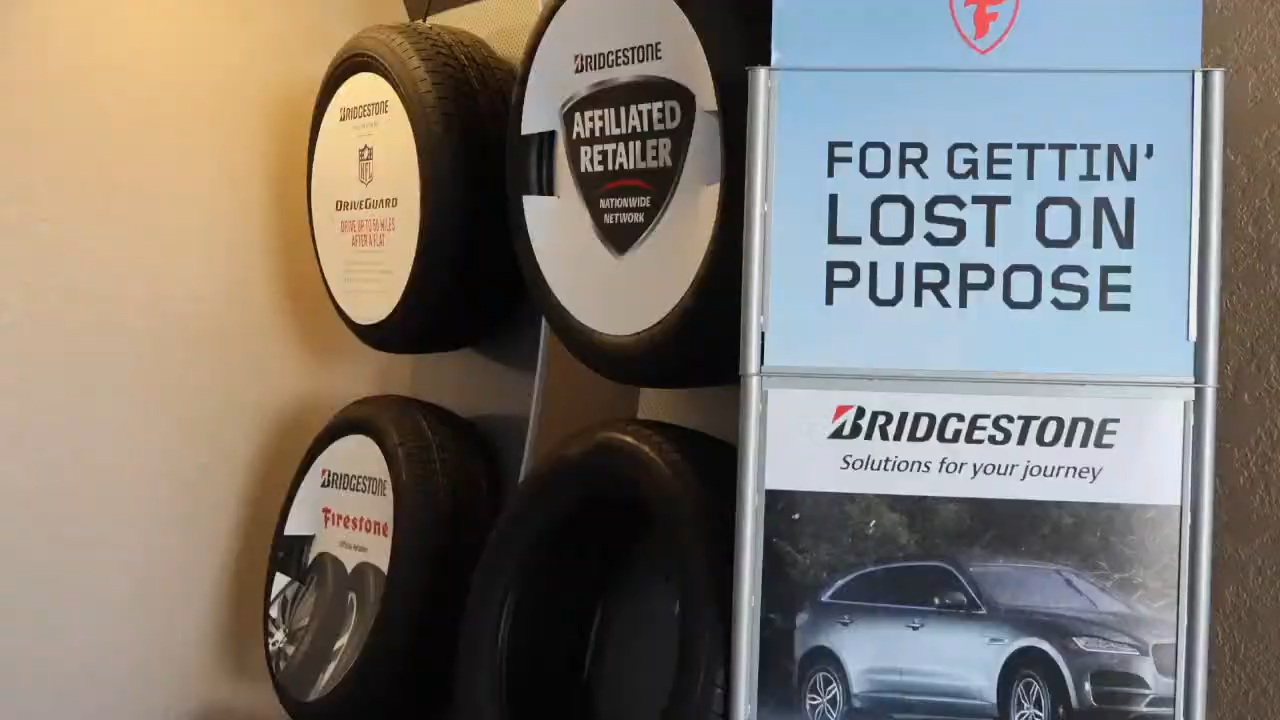 BRIDGESTONE
NFL
DRIVEGUARD
DRIVE UP TO 50 MILES
AFTER A FLAT
BRIDGESTONE
AFFILIATED
RETAILER
NATIONWIDE
NETWORK
BRIDGESTONE
Firestone
F
FOR GETTIN'
LOST ON
PURPOSE
BRIDGESTONE
Solutions for your journey